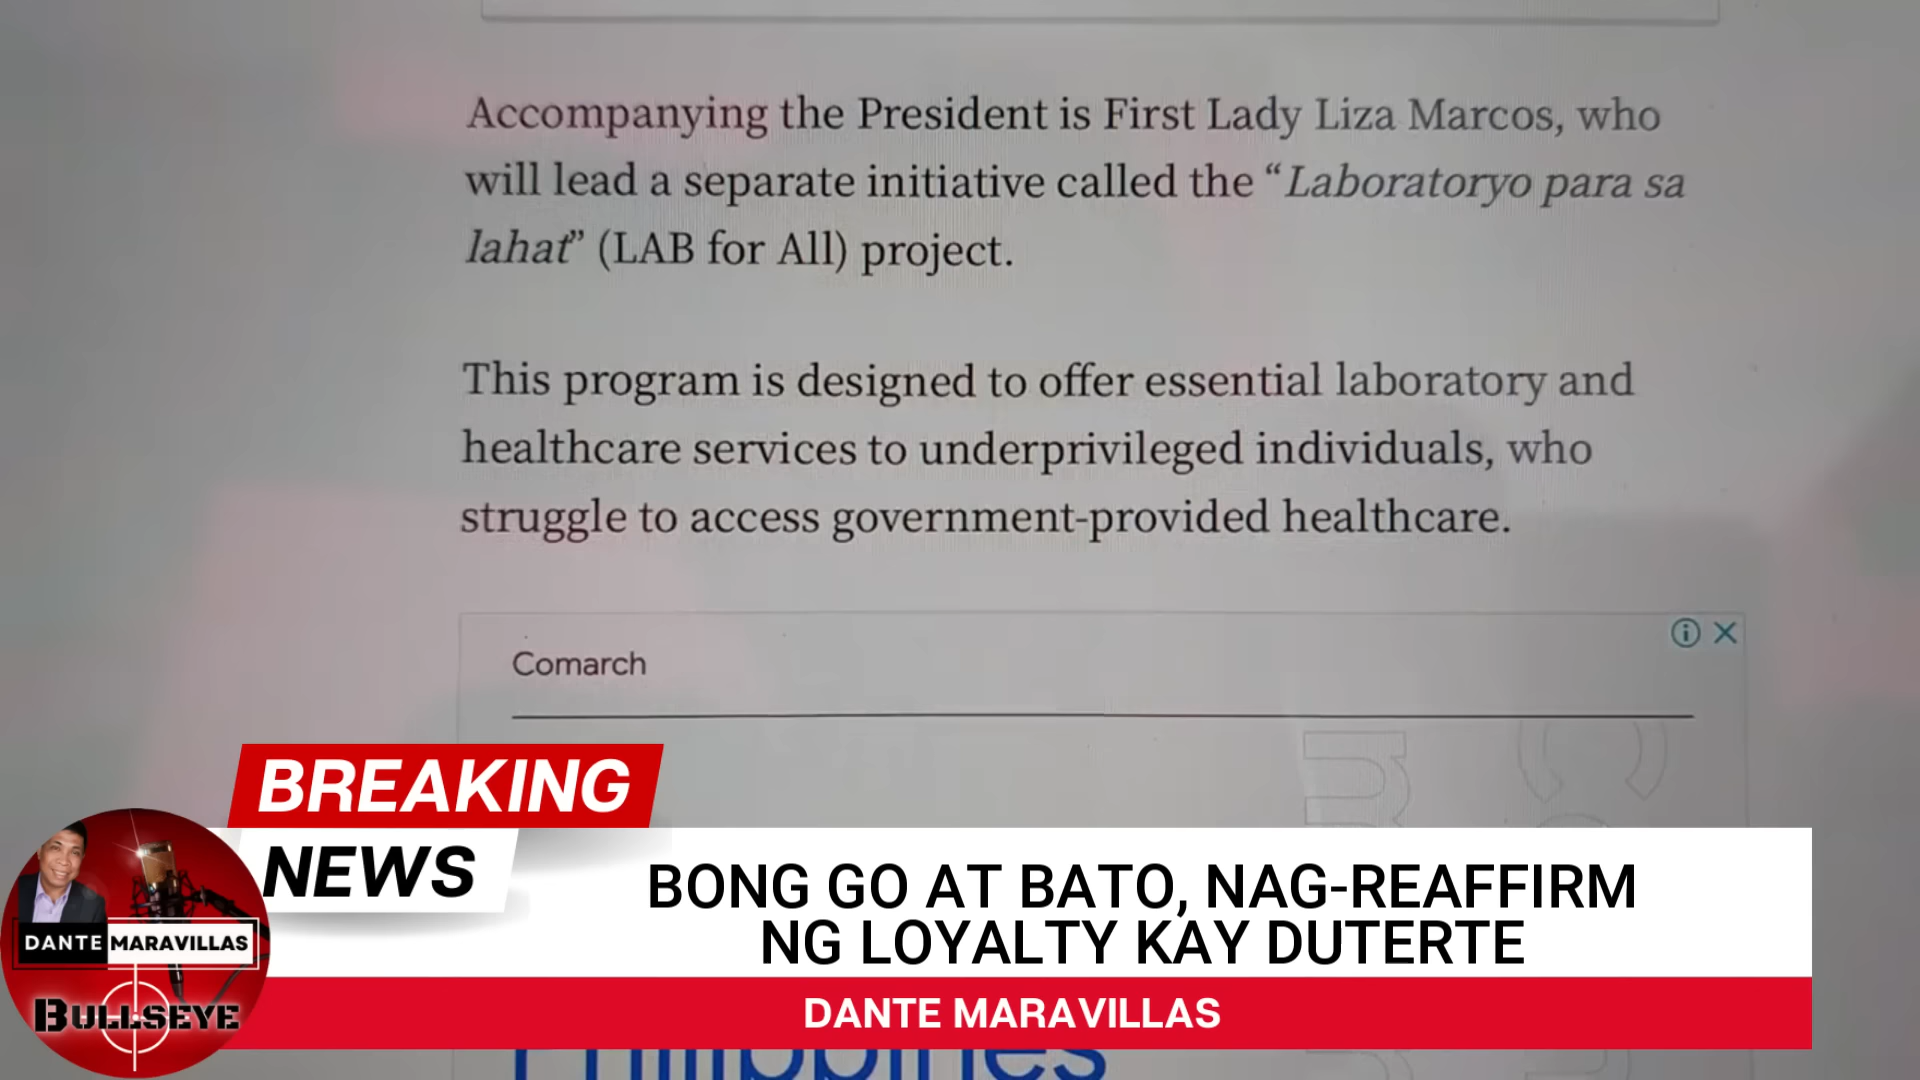 Accompanying the President is First Lady Liza Marcos, who
will lead a separate initiative called the “Laboratoryo para sa
lahat” (LAB for All) project.
This program is designed to offer essential laboratory and
healthcare services to underprivileged individuals, who
struggle to access government-provided healthcare.
Comarch
BREAKING
NEWS
BONG GO AT BATO, NAG-REAFFIRM
NG LOYALTY KAY DUTERTE
DANTE MARAVILLAS
DANTE MARAVILLAS
BULLSEYE
Philippines